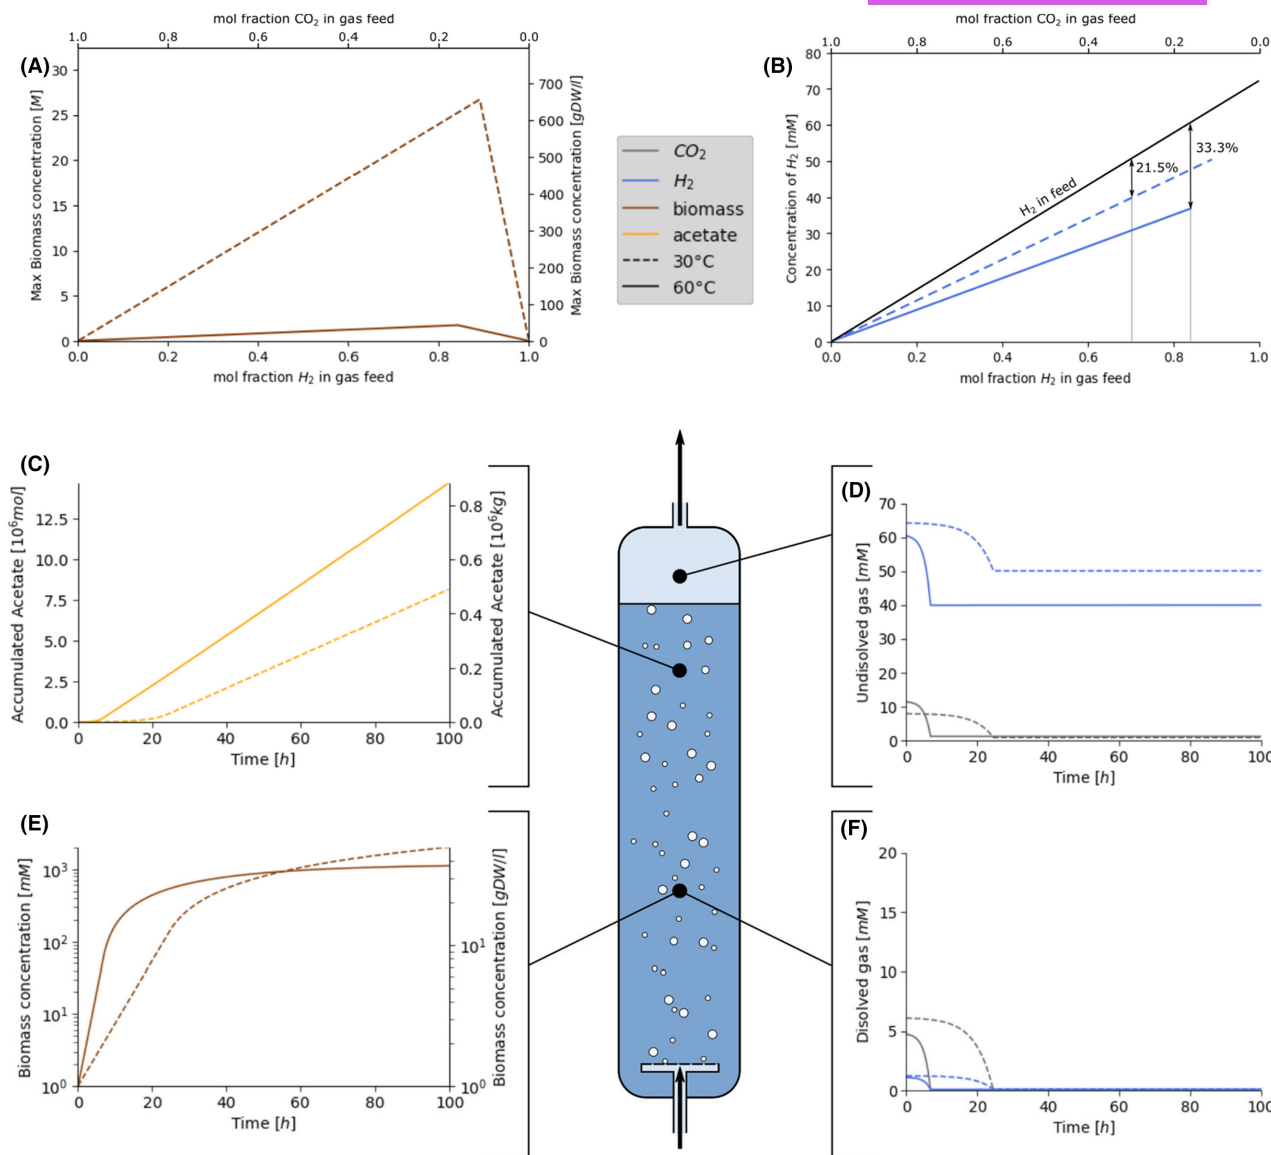 mol fraction CO₂ in gas feed
1.0 0.8 0.6 0.4 0.2 0.0
(A)
Max Biomass concentration [M]
30
25
20
15
10
5
0
Max Biomass concentration [gDW/l]
700
600
500
400
300
200
100
0
0.0 0.2 0.4 0.6 0.8 1.0
mol fraction H₂ in gas feed
CO₂
H₂
biomass
acetate
30°C
60°C
mol fraction CO₂ in gas feed
1.0 0.8 0.6 0.4 0.2 0.0
(B)
Concentration of H₂ [mM]
80
70
60
50
40
30
20
10
0
H₂ in feed
21.5%
33.3%
0.0 0.2 0.4 0.6 0.8 1.0
mol fraction H₂ in gas feed
(C)
Accumulated Acetate [10⁶mol]
12.5
10.0
7.5
5.0
2.5
0.0
Accumulated Acetate [10⁶kg]
0.8
0.6
0.4
0.2
0.0
0 20 40 60 80 100
Time [h]
(D)
Undisolved gas [mM]
70
60
50
40
30
20
10
0
0 20 40 60 80 100
Time [h]
(E)
Biomass concentration [mM]
10³
10²
10¹
10⁰
Biomass concentration [gDW/l]
10¹
10⁰
0 20 40 60 80 100
Time [h]
(F)
Disolved gas [mM]
20
15
10
5
0
0 20 40 60 80 100
Time [h]